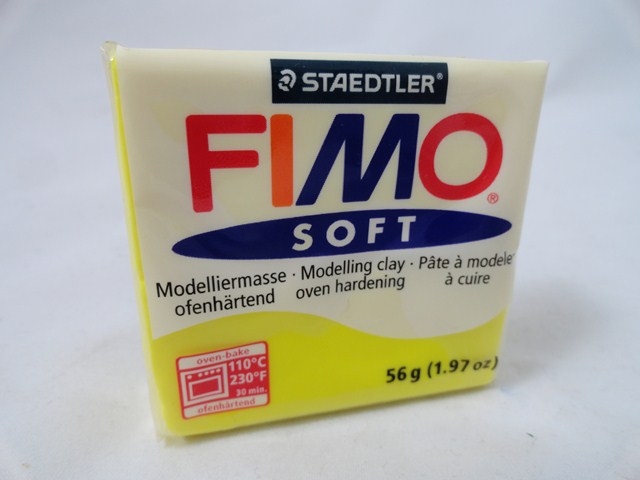 STAEDTLER®
FIMO®
SOFT
Modelliermasse · Modelling clay · Pâte à modele
ofenhärtend oven hardening à cuire
oven-bake
110°C
230°F
30 min.
ofenhärtend
56 g (1.97 oz)